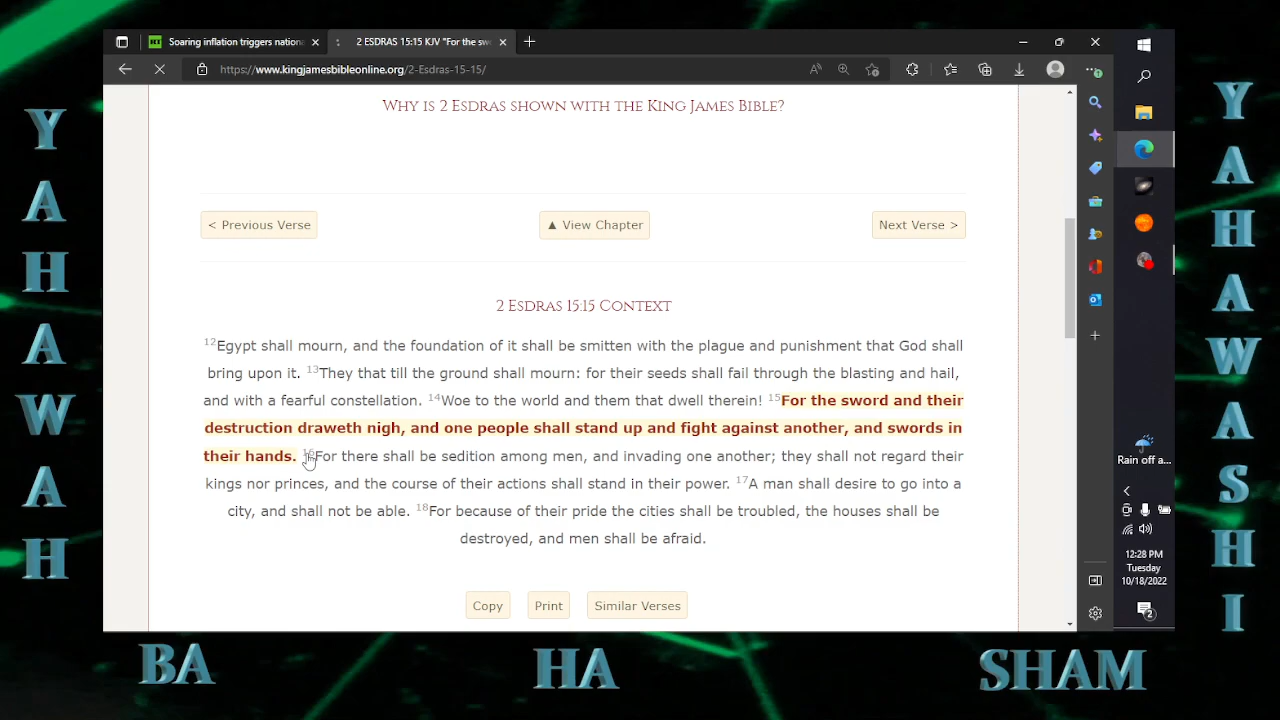 Soaring inflation triggers nationa
2 ESDRAS 15:15 KJV "For the sw
https://www.kingjamesbibleonline.org/2-Esdras-15-15/
WHY IS 2 ESDRAS SHOWN WITH THE KING JAMES BIBLE?
< Previous Verse
▲ View Chapter
Next Verse >
2 ESDRAS 15:15 CONTEXT
12Egypt shall mourn, and the foundation of it shall be smitten with the plague and punishment that God shall
bring upon it. 13They that till the ground shall mourn: for their seeds shall fail through the blasting and hail,
and with a fearful constellation. 14Woe to the world and them that dwell therein! 15For the sword and their
destruction draweth nigh, and one people shall stand up and fight against another, and swords in
their hands. 16For there shall be sedition among men, and invading one another; they shall not regard their
kings nor princes, and the course of their actions shall stand in their power. 17A man shall desire to go into a
city, and shall not be able. 18For because of their pride the cities shall be troubled, the houses shall be
destroyed, and men shall be afraid.
Copy
Print
Similar Verses
Rain off a...
12:28 PM
Tuesday
10/18/2022
2
YAHAWAH
YAHAWASHI
BA
HA
SHAM
RT